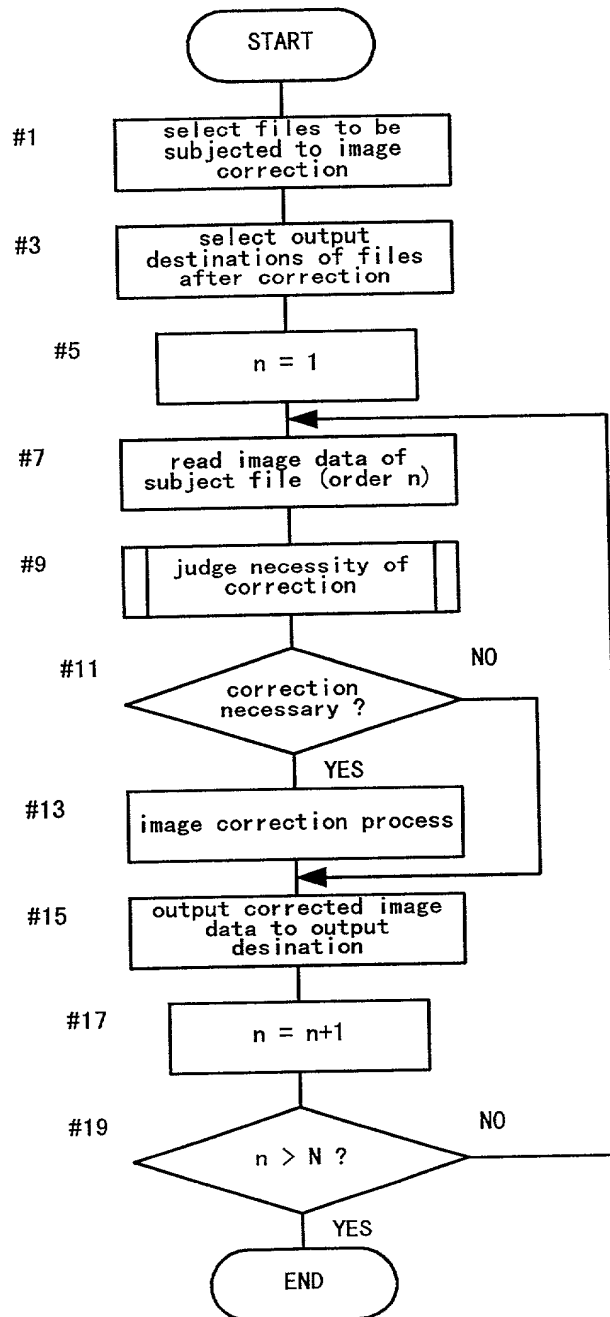 START
#1
select files to be
subjected to image
correction
#3
select output
destinations of files
after correction
#5
n = 1
#7
read image data of
subject file (order n)
#9
judge necessity of
correction
#11
correction
necessary ?
NO
YES
#13
image correction process
#15
output corrected image
data to output
desination
#17
n = n+1
#19
n > N ?
NO
YES
END